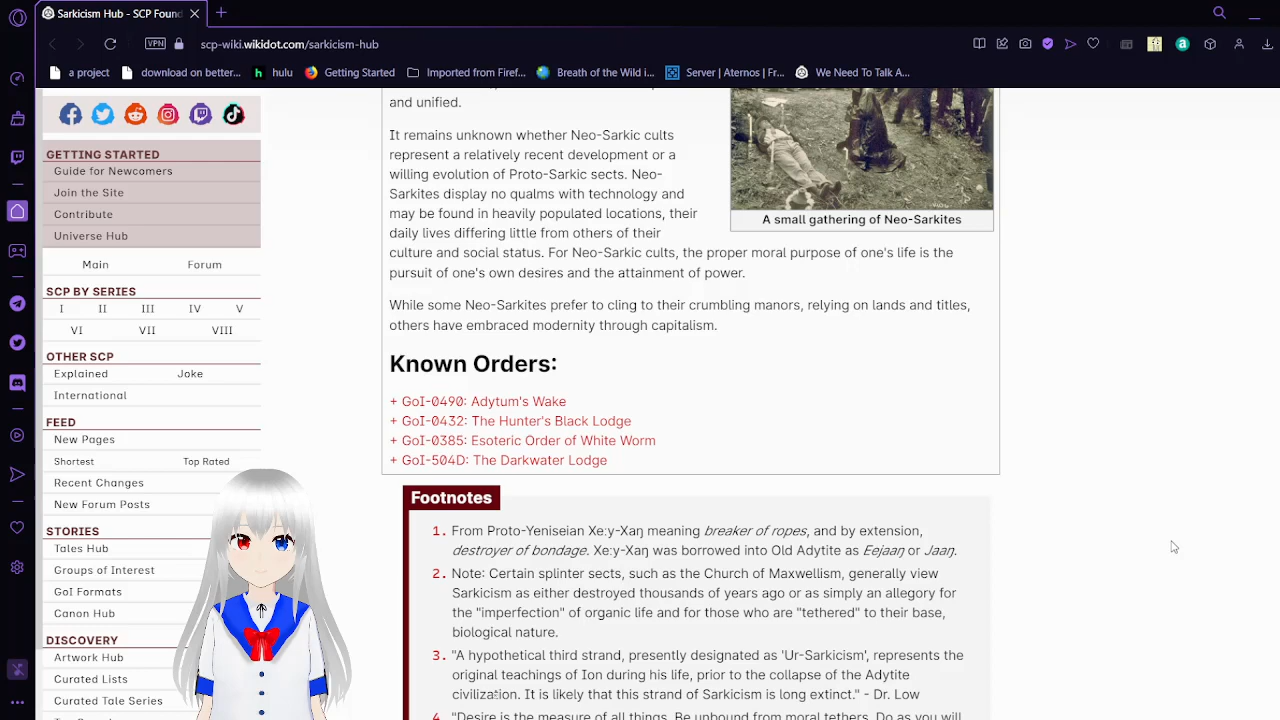 Sarkicism Hub - SCP Found
scp-wiki.wikidot.com/sarkicism-hub
VPN
a project
download on better...
hulu
Getting Started
Imported from Firef...
Breath of the Wild i...
Server | Aternos | Fr...
We Need To Talk A...
GETTING STARTED
Guide for Newcomers
Join the Site
Contribute
Universe Hub
Main Forum
SCP BY SERIES
I II III IV V
VI VII VIII
OTHER SCP
Explained Joke
International
FEED
New Pages
Shortest Top Rated
Recent Changes
New Forum Posts
STORIES
Tales Hub
Groups of Interest
GoI Formats
Canon Hub
DISCOVERY
Artwork Hub
Curated Lists
Curated Tale Series
and unified.
It remains unknown whether Neo-Sarkic cults
represent a relatively recent development or a
willing evolution of Proto-Sarkic sects. Neo-
Sarkites display no qualms with technology and
may be found in heavily populated locations, their
daily lives differing little from others of their
culture and social status. For Neo-Sarkic cults, the proper moral purpose of one's life is the
pursuit of one's own desires and the attainment of power.
A small gathering of Neo-Sarkites
While some Neo-Sarkites prefer to cling to their crumbling manors, relying on lands and titles,
others have embraced modernity through capitalism.
Known Orders:
+ GoI-0490: Adytum's Wake
+ GoI-0432: The Hunter's Black Lodge
+ GoI-0385: Esoteric Order of White Worm
+ GoI-504D: The Darkwater Lodge
Footnotes
1. From Proto-Yeniseian Xe:y-Xaŋ meaning breaker of ropes, and by extension,
destroyer of bondage. Xe:y-Xaŋ was borrowed into Old Adytite as Eejaaŋ or Jaaŋ.
2. Note: Certain splinter sects, such as the Church of Maxwellism, generally view
Sarkicism as either destroyed thousands of years ago or as simply an allegory for
the "imperfection" of organic life and for those who are "tethered" to their base,
biological nature.
3. "A hypothetical third strand, presently designated as 'Ur-Sarkicism', represents the
original teachings of Ion during his life, prior to the collapse of the Adytite
civilization. It is likely that this strand of Sarkicism is long extinct." - Dr. Low
4. "Desire is the measure of all things. Be unbound from moral tethers. Do as you will